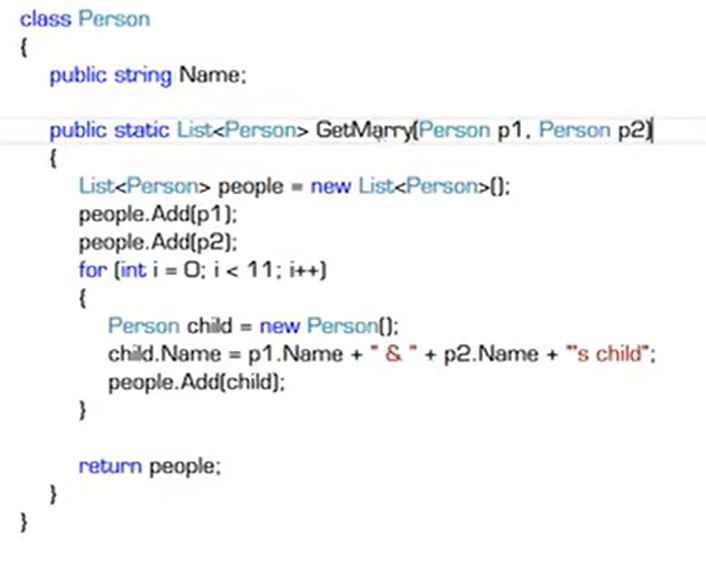 class Person
{
public string Name;
public static List<Person> GetMarry(Person p1, Person p2)
{
List<Person> people = new List<Person>();
people.Add(p1);
people.Add(p2);
for (int i = 0; i < 11; i++)
{
Person child = new Person();
child.Name = p1.Name + " & " + p2.Name + "'s child";
people.Add(child);
}
return people;
}
}